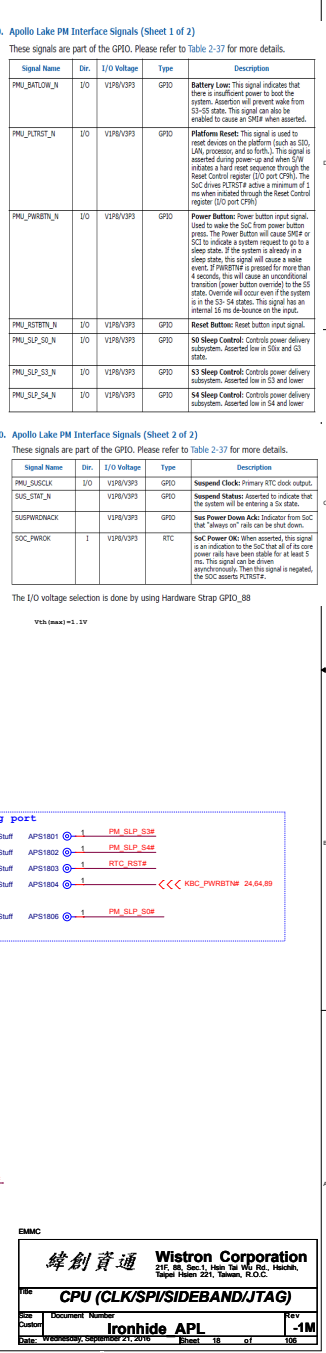 ). Apollo Lake PM Interface Signals (Sheet 1 of 2)
These signals are part of the GPIO. Please refer to Table 2-37 for more details.
Signal Name Dir. I/O Voltage Type Description
PMU_BATLOW_N I/O V1P8/V3P3 GPIO Battery Low: This signal indicates that
there is insufficient power to boot the
system. Assertion will prevent wake from
S3-S5 state. This signal can also be
enabled to cause an SMI# when asserted.
PMU_PLTRST_N I/O V1P8/V3P3 GPIO Platform Reset: This signal is used to
reset devices on the platform (such as SIO,
LAN, processor, and so forth.). This signal is
asserted during power-up and when S/W
initiates a hard reset sequence through the
Reset Control register (I/O port CF9h). The
SoC drives PLTRST# active a minimum of 1
ms when initiated through the Reset Control
register (I/O port CF9h)
PMU_PWRBTN_N I/O V1P8/V3P3 GPIO Power Button: Power button input signal.
Used to wake the SoC from power button
press. The Power Button will cause SMI# or
SCI to indicate a system request to go to a
sleep state. If the system is already in a
sleep state, this signal will cause a wake
event. If PWRBTN# is pressed for more than
4 seconds, this will cause an unconditional
transition (power button override) to the S5
state. Override will occur even if the system
is in the S3- S4 states. This signal has an
internal 16 ms de-bounce on the input.
PMU_RSTBTN_N I/O V1P8/V3P3 GPIO Reset Button: Reset button input signal.
PMU_SLP_S0_N I/O V1P8/V3P3 GPIO S0 Sleep Control: Controls power delivery
subsystem. Asserted low in S0ix and G3
state.
PMU_SLP_S3_N I/O V1P8/V3P3 GPIO S3 Sleep Control: Controls power delivery
subsystem. Asserted low in S3 and lower
PMU_SLP_S4_N I/O V1P8/V3P3 GPIO S4 Sleep Control: Controls power delivery
subsystem. Asserted low in S4 and lower
D
0. Apollo Lake PM Interface Signals (Sheet 2 of 2)
These signals are part of the GPIO. Please refer to Table 2-37 for more details.
Signal Name Dir. I/O Voltage Type Description
PMU_SUSCLK I/O V1P8/V3P3 GPIO Suspend Clock: Primary RTC clock output.
SUS_STAT_N V1P8/V3P3 GPIO Suspend Status: Asserted to indicate that
the system will be entering a Sx state.
SUSPWRDNACK V1P8/V3P3 GPIO Sus Power Down Ack: Indicator from SoC
that "always on" rails can be shut down.
SOC_PWROK I V1P8/V3P3 RTC SoC Power OK: When asserted, this signal
is an indication to the SoC that all of its core
power rails have been stable for at least 5
ms. This signal can be driven
asynchronously. Then this signal is negated,
the SOC asserts PLTRST#.
C
The I/O voltage selection is done by using Hardware Strap GPIO_88
Vth(max)=1.1V
g port
Stuff APS1801 1 PM_SLP_S3#
Stuff APS1802 1 PM_SLP_S4#
Stuff APS1803 1 RTC_RST#
Stuff APS1804 1 KBC_PWRBTN# 24,64,89
Stuff APS1806 1 PM_SLP_S0#
B
A
EMMC
緯創資通 Wistron Corporation
21F, 88, Sec.1, Hsin Tai Wu Rd., Hsichih,
Taipei Hsien 221, Taiwan, R.O.C.
Title
CPU (CLK/SPI/SIDEBAND/JTAG)
Size Document Number Rev
Custom Ironhide_APL -1M
Date: Wednesday, September 21, 2016 Sheet 18 of 106